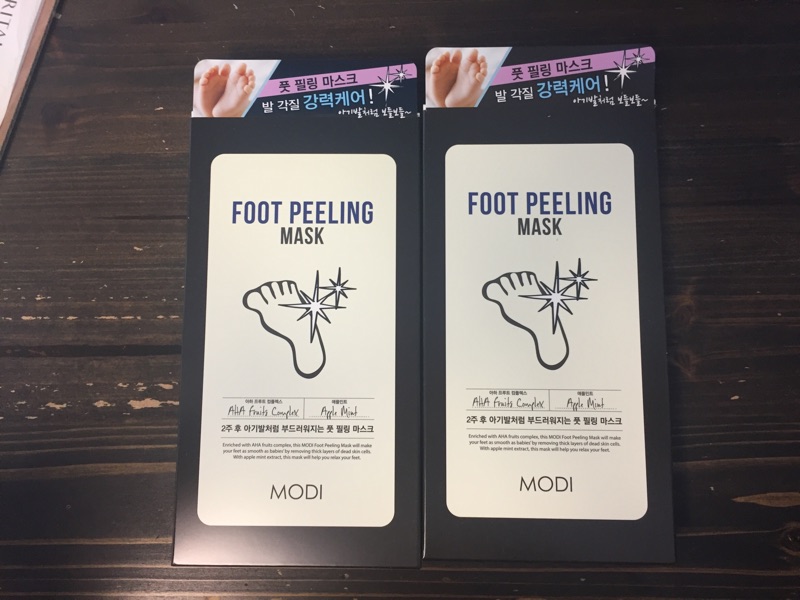 RITAL
풋 필링 마스크
발 각질 강력케어!
아기발처럼 보들보들~
FOOT PEELING
MASK
아하 프루트 컴플렉스
애플민트
AHA Fruits Complex
Apple Mint
2주 후 아기발처럼 부드러워지는 풋 필링 마스크
Enriched with AHA fruits complex, this MODI Foot Peeling Mask will make
your feet as smooth as babies' by removing thick layers of dead skin cells.
With apple mint extract, this mask will help you relax your feet.
MODI
풋 필링 마스크
발 각질 강력케어!
아기발처럼 보들보들~
FOOT PEELING
MASK
아하 프루트 컴플렉스
애플민트
AHA Fruits Complex
Apple Mint
2주 후 아기발처럼 부드러워지는 풋 필링 마스크
Enriched with AHA fruits complex, this MODI Foot Peeling Mask will make
your feet as smooth as babies' by removing thick layers of dead skin cells.
With apple mint extract, this mask will help you relax your feet.
MODI